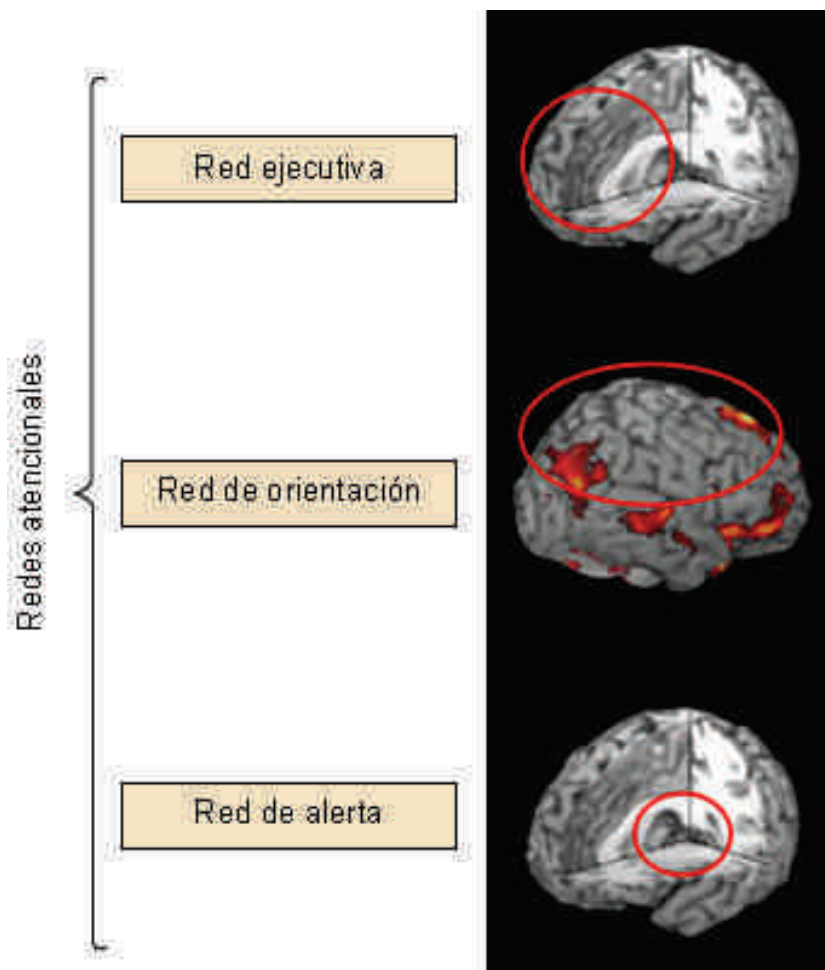 Redes atencionales
Red ejecutiva
Red de orientación
Red de alerta